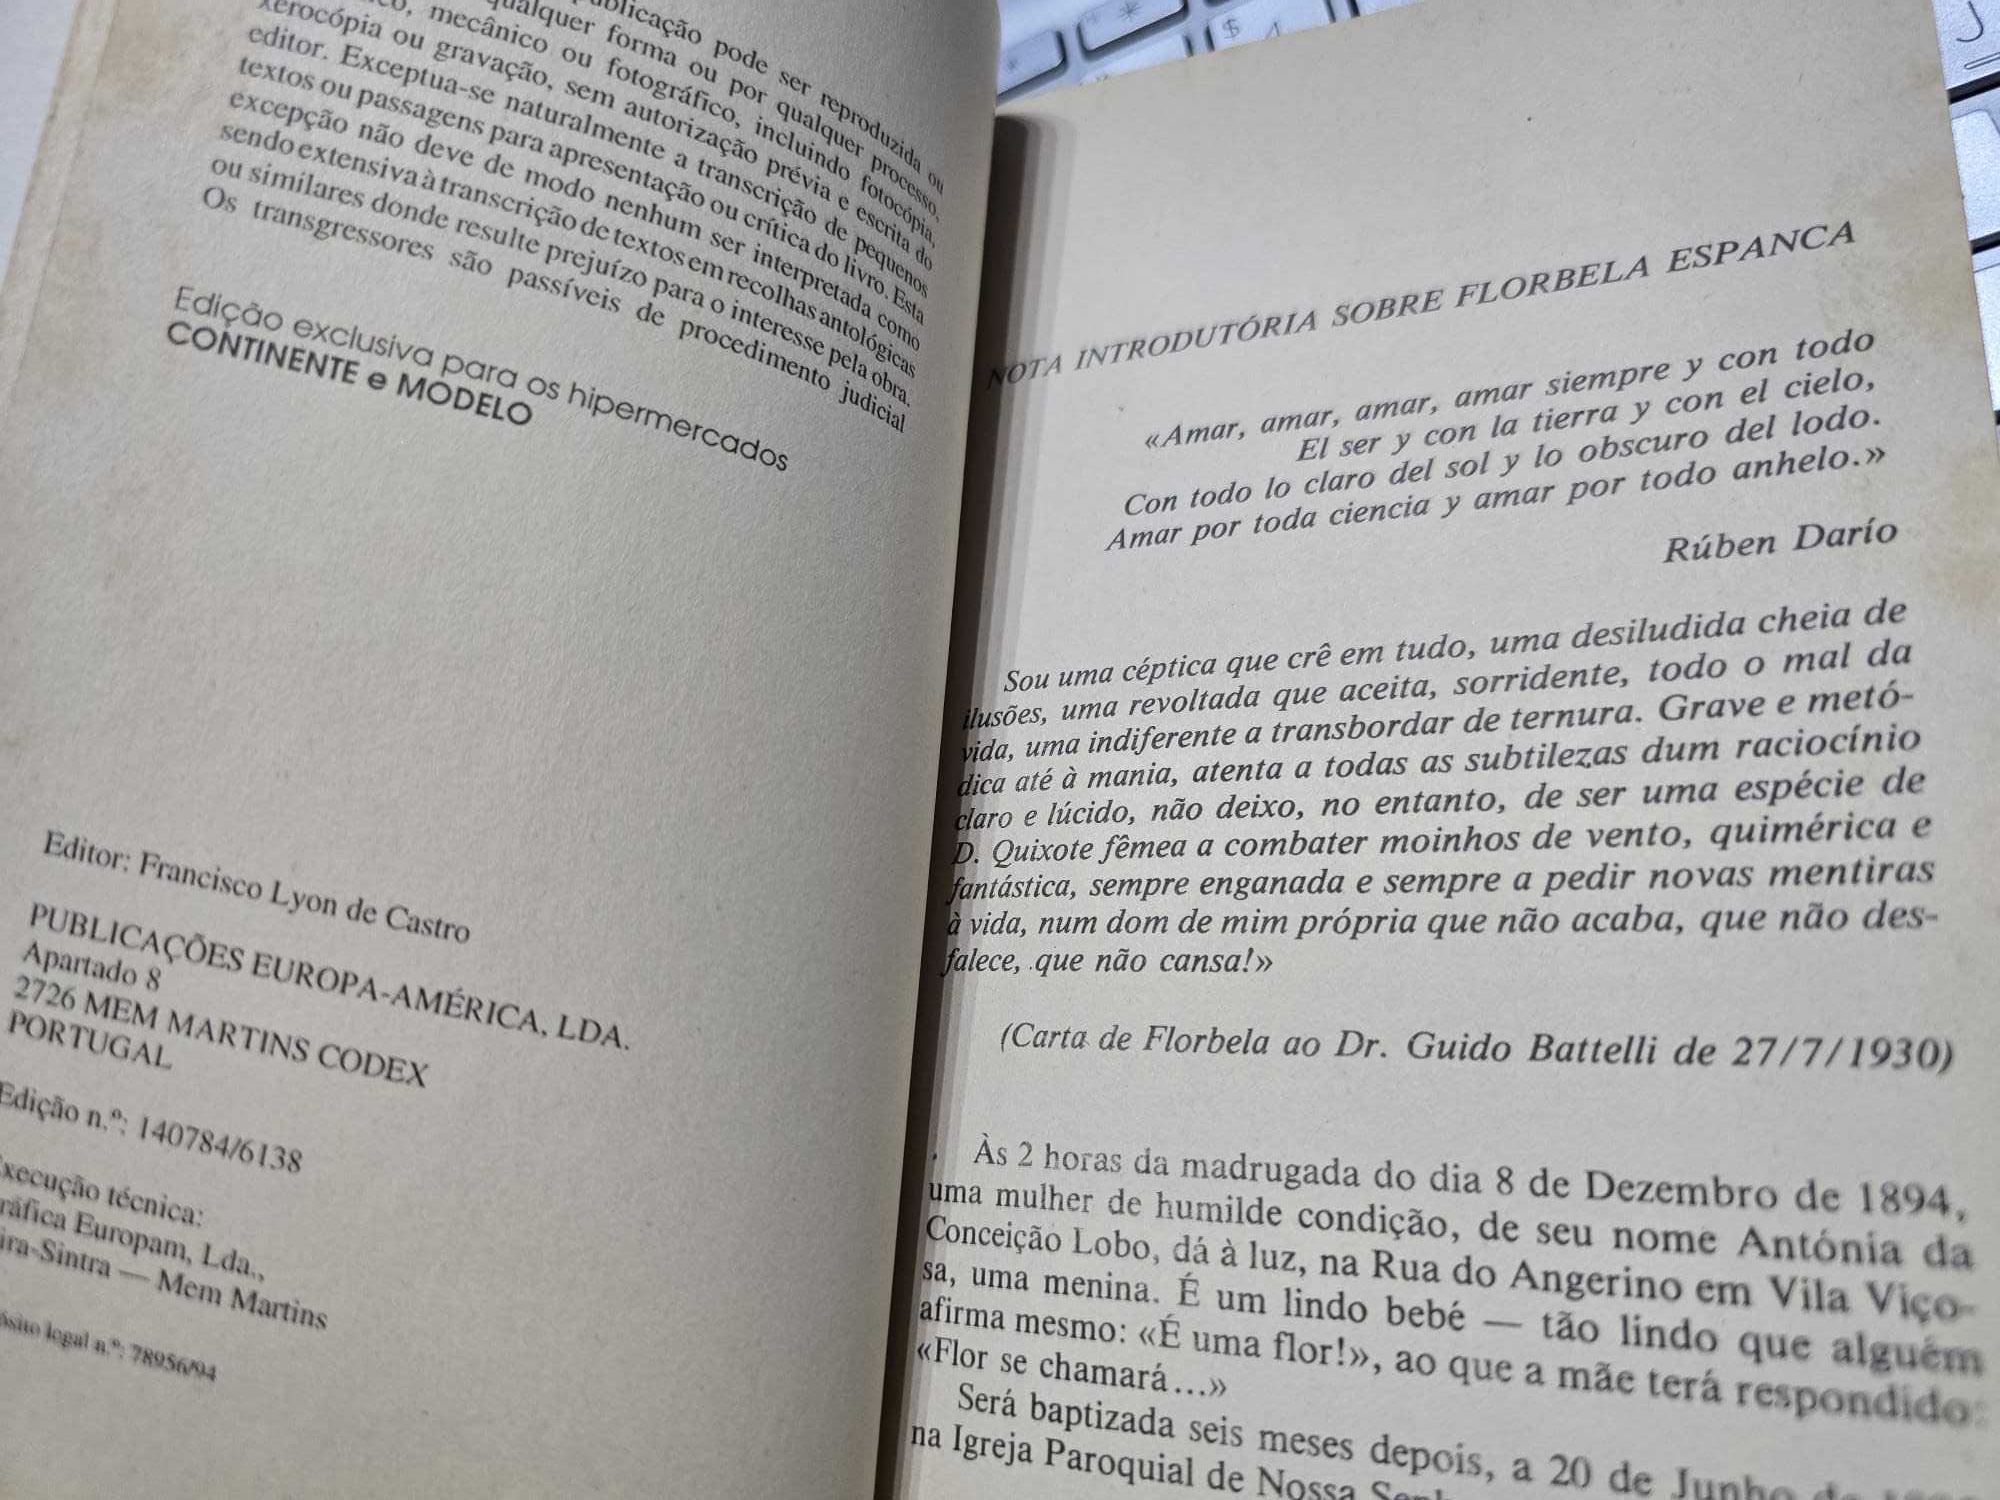 publicação pode ser reproduzida ou
qualquer forma ou por qualquer processo,
mecânico ou fotográfico, incluindo fotocópia,
xerocópia ou gravação, sem autorização prévia e escrita do
editor. Exceptua-se naturalmente a transcrição de pequenos
textos ou passagens para apresentação ou crítica do livro. Esta
excepção não deve de modo nenhum ser interpretada como
sendo extensiva à transcrição de textos em recolhas antológicas
ou similares donde resulte prejuízo para o interesse pela obra.
Os transgressores são passíveis de procedimento judicial
Edição exclusiva para os hipermercados
CONTINENTE e MODELO
Editor: Francisco Lyon de Castro
PUBLICAÇÕES EUROPA-AMÉRICA, LDA.
Apartado 8
2726 MEM MARTINS CODEX
PORTUGAL
Edição n.º: 140784/6138
Execução técnica:
ráfica Europam, Lda.,
ira-Sintra — Mem Martins
ósito legal n.º: 78956/94
NOTA INTRODUTÓRIA SOBRE FLORBELA ESPANCA
«Amar, amar, amar, amar siempre y con todo
El ser y con la tierra y con el cielo,
Con todo lo claro del sol y lo obscuro del lodo.
Amar por toda ciencia y amar por todo anhelo.»
Rúben Darío
Sou uma céptica que crê em tudo, uma desiludida cheia de
ilusões, uma revoltada que aceita, sorridente, todo o mal da
vida, uma indiferente a transbordar de ternura. Grave e metó-
dica até à mania, atenta a todas as subtilezas dum raciocínio
claro e lúcido, não deixo, no entanto, de ser uma espécie de
D. Quixote fêmea a combater moinhos de vento, quimérica e
fantástica, sempre enganada e sempre a pedir novas mentiras
à vida, num dom de mim própria que não acaba, que não des-
falece, que não cansa!»
(Carta de Florbela ao Dr. Guido Battelli de 27/7/1930)
Às 2 horas da madrugada do dia 8 de Dezembro de 1894,
uma mulher de humilde condição, de seu nome Antónia da
Conceição Lobo, dá à luz, na Rua do Angerino em Vila Viço-
sa, uma menina. É um lindo bebé — tão lindo que alguém
afirma mesmo: «É uma flor!», ao que a mãe terá respondido:
«Flor se chamará...»
Será baptizada seis meses depois, a 20 de Junho de
na Igreja Paroquial de Nossa